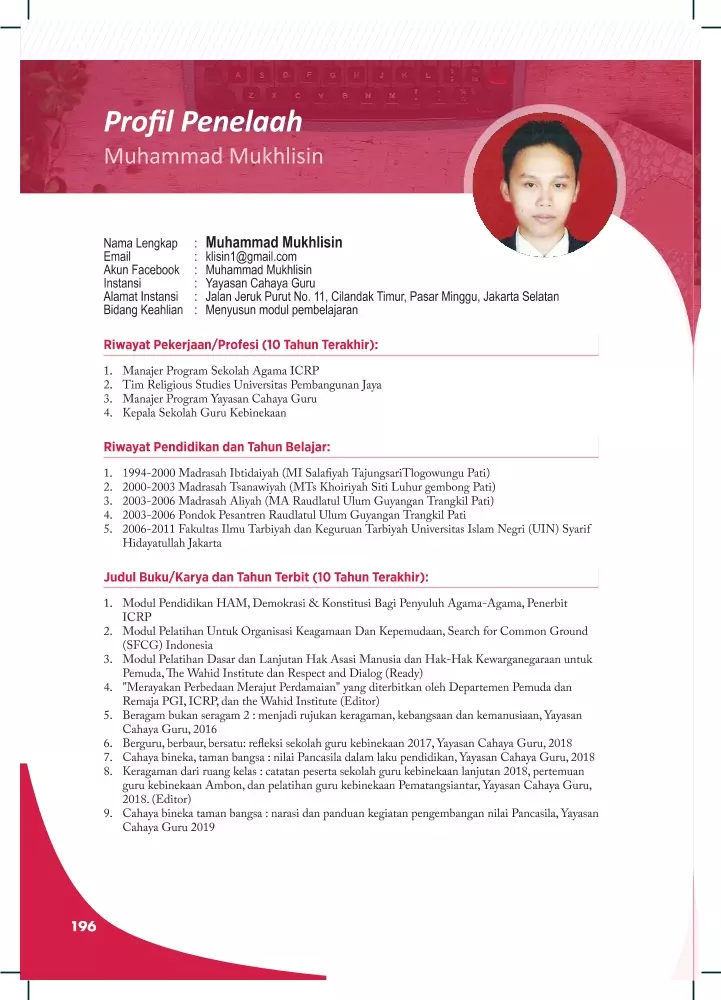 Profil Penelaah
Muhammad Mukhlisin
Nama Lengkap : Muhammad Mukhlisin
Email : klisin1@gmail.com
Akun Facebook : Muhammad Mukhlisin
Instansi : Yayasan Cahaya Guru
Alamat Instansi : Jalan Jeruk Purut No. 11, Cilandak Timur, Pasar Minggu, Jakarta Selatan
Bidang Keahlian : Menyusun modul pembelajaran
Riwayat Pekerjaan/Profesi (10 Tahun Terakhir):
1. Manajer Program Sekolah Agama ICRP
2. Tim Religious Studies Universitas Pembangunan Jaya
3. Manajer Program Yayasan Cahaya Guru
4. Kepala Sekolah Guru Kebinekaan
Riwayat Pendidikan dan Tahun Belajar:
1. 1994-2000 Madrasah Ibtidaiyah (MI Salafiyah TajungsariTlogowungu Pati)
2. 2000-2003 Madrasah Tsanawiyah (MTs Khoiriyah Siti Luhur gembong Pati)
3. 2003-2006 Madrasah Aliyah (MA Raudlatul Ulum Guyangan Trangkil Pati)
4. 2003-2006 Pondok Pesantren Raudlatul Ulum Guyangan Trangkil Pati
5. 2006-2011 Fakultas Ilmu Tarbiyah dan Keguruan Tarbiyah Universitas Islam Negri (UIN) Syarif
Hidayatullah Jakarta
Judul Buku/Karya dan Tahun Terbit (10 Tahun Terakhir):
1. Modul Pendidikan HAM, Demokrasi & Konstitusi Bagi Penyuluh Agama-Agama, Penerbit
ICRP
2. Modul Pelatihan Untuk Organisasi Keagamaan Dan Kepemudaan, Search for Common Ground
(SFCG) Indonesia
3. Modul Pelatihan Dasar dan Lanjutan Hak Asasi Manusia dan Hak-Hak Kewarganegaraan untuk
Pemuda, The Wahid Institute dan Respect and Dialog (Ready)
4. "Merayakan Perbedaan Merajut Perdamaian" yang diterbitkan oleh Departemen Pemuda dan
Remaja PGI, ICRP, dan the Wahid Institute (Editor)
5. Beragam bukan seragam 2 : menjadi rujukan keragaman, kebangsaan dan kemanusiaan, Yayasan
Cahaya Guru, 2016
6. Berguru, berbaur, bersatu: refleksi sekolah guru kebinekaan 2017, Yayasan Cahaya Guru, 2018
7. Cahaya bineka, taman bangsa : nilai Pancasila dalam laku pendidikan, Yayasan Cahaya Guru, 2018
8. Keragaman dari ruang kelas : catatan peserta sekolah guru kebinekaan lanjutan 2018, pertemuan
guru kebinekaan Ambon, dan pelatihan guru kebinekaan Pematangsiantar, Yayasan Cahaya Guru,
2018. (Editor)
9. Cahaya bineka taman bangsa : narasi dan panduan kegiatan pengembangan nilai Pancasila, Yayasan
Cahaya Guru 2019
196